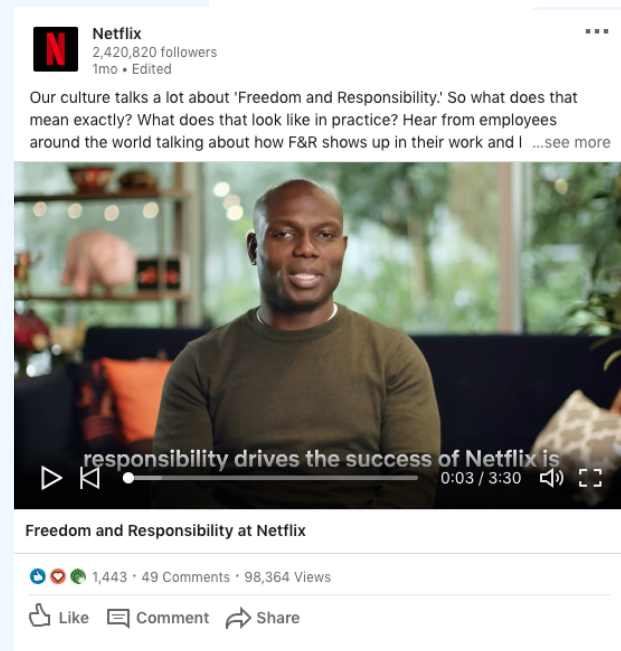 N
Netflix
2,420,820 followers
1mo • Edited
Our culture talks a lot about 'Freedom and Responsibility.' So what does that
mean exactly? What does that look like in practice? Hear from employees
around the world talking about how F&R shows up in their work and l ...see more
responsibility drives the success of Netflix is
0:03 / 3:30
Freedom and Responsibility at Netflix
1,443 · 49 Comments · 98,364 Views
Like Comment Share